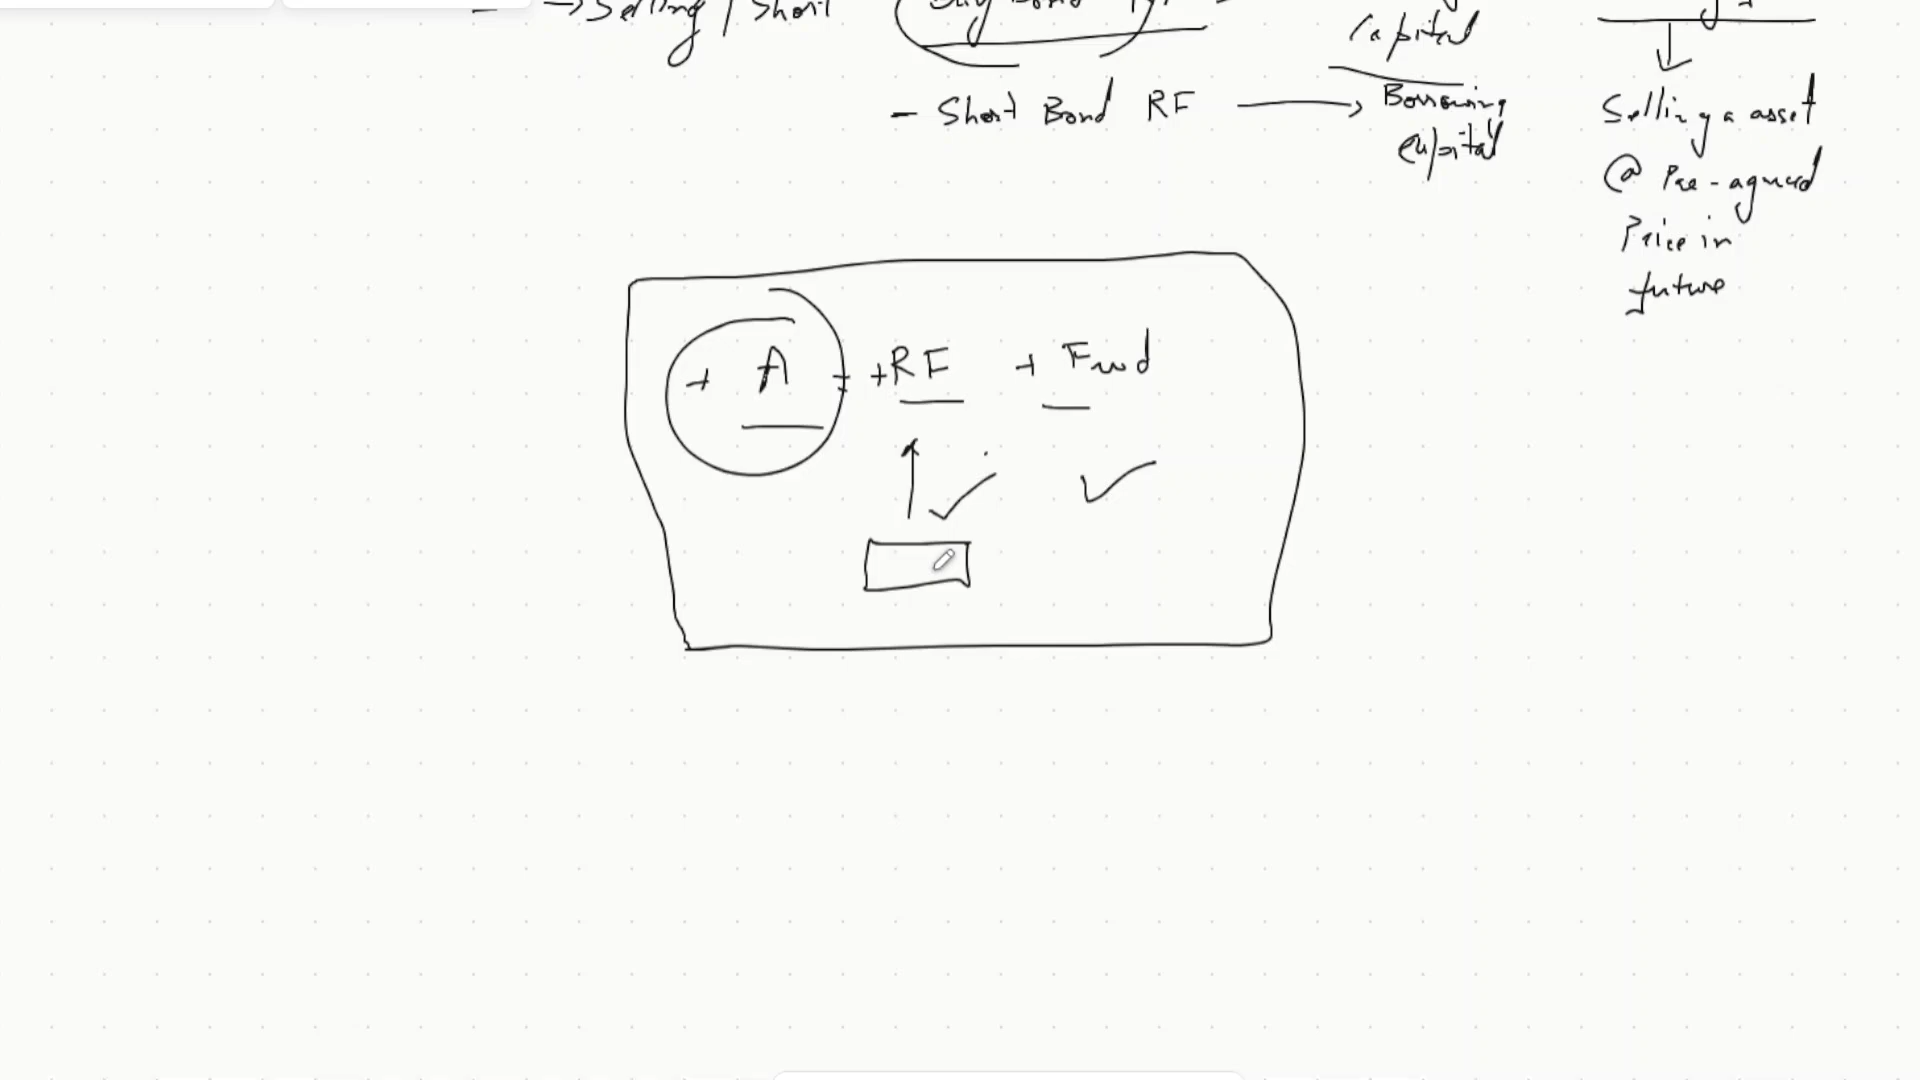 - → Selling / Short
Capital
- Short Bond RF → Borrowing
capital
Selling a asset
@ Pre-agreed
Price in
future
+ A = +RF + Fwd